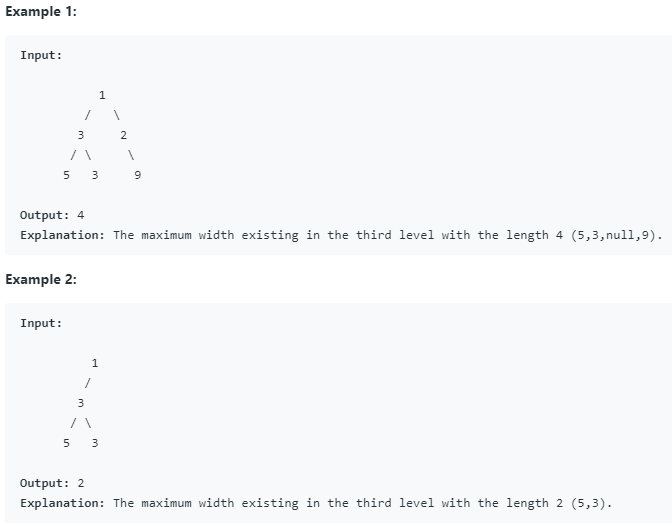 Example 1:
Input:
1
/ \
3 2
/ \ \
5 3 9
Output: 4
Explanation: The maximum width existing in the third level with the length 4 (5,3,null,9).
Example 2:
Input:
1
/
3
/ \
5 3
Output: 2
Explanation: The maximum width existing in the third level with the length 2 (5,3).